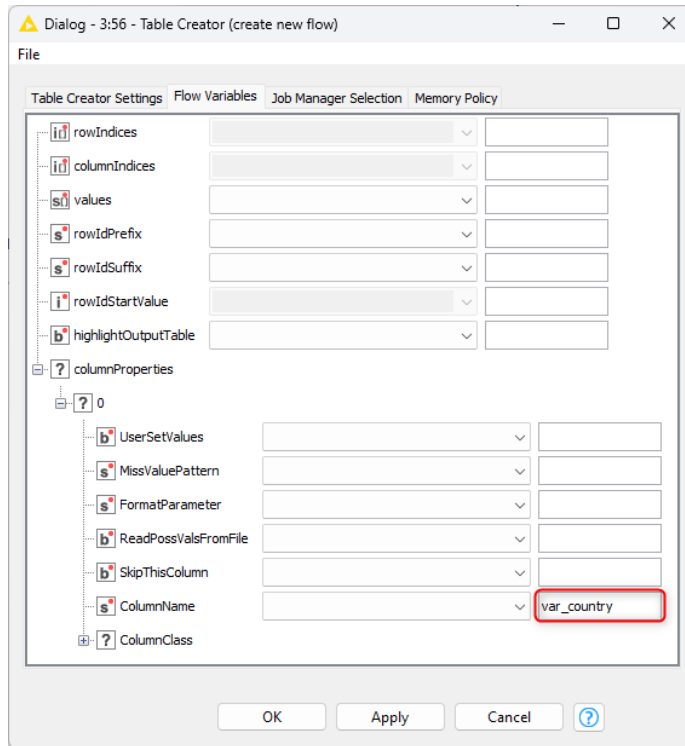 Dialog - 3:56 - Table Creator (create new flow)
File
Table Creator Settings Flow Variables Job Manager Selection Memory Policy
rowIndices
columnIndices
values
s rowIdPrefix
s rowIdSuffix
i rowIdStartValue
b highlightOutputTable
? columnProperties
? 0
b UserSetValues
s MissValuePattern
s FormatParameter
b ReadPossValsFromFile
b SkipThisColumn
s ColumnName var_country
? ColumnClass
OK Apply Cancel ?